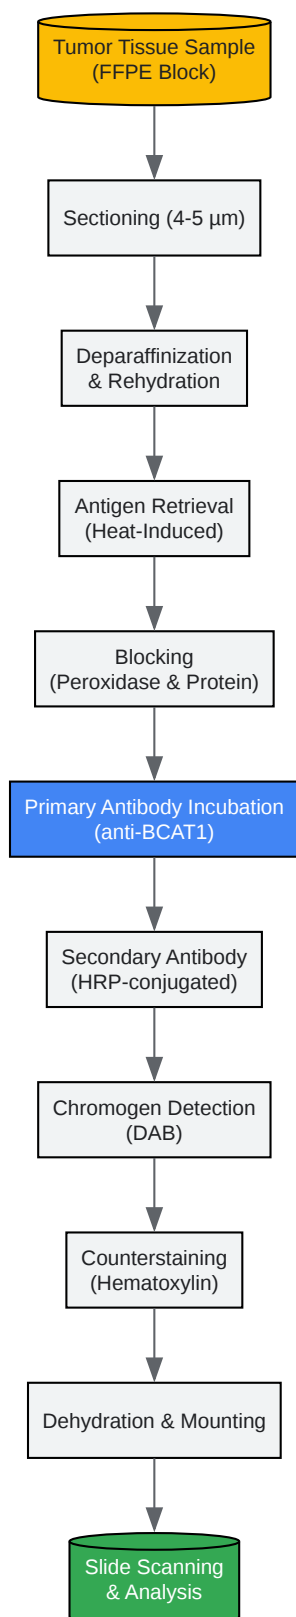 Tumor Tissue Sample
(FFPE Block)
Sectioning (4-5 µm)
Deparaffinization
& Rehydration
Antigen Retrieval
(Heat-Induced)
Blocking
(Peroxidase & Protein)
Primary Antibody Incubation
(anti-BCAT1)
Secondary Antibody
(HRP-conjugated)
Chromogen Detection
(DAB)
Counterstaining
(Hematoxylin)
Dehydration & Mounting
Slide Scanning
& Analysis